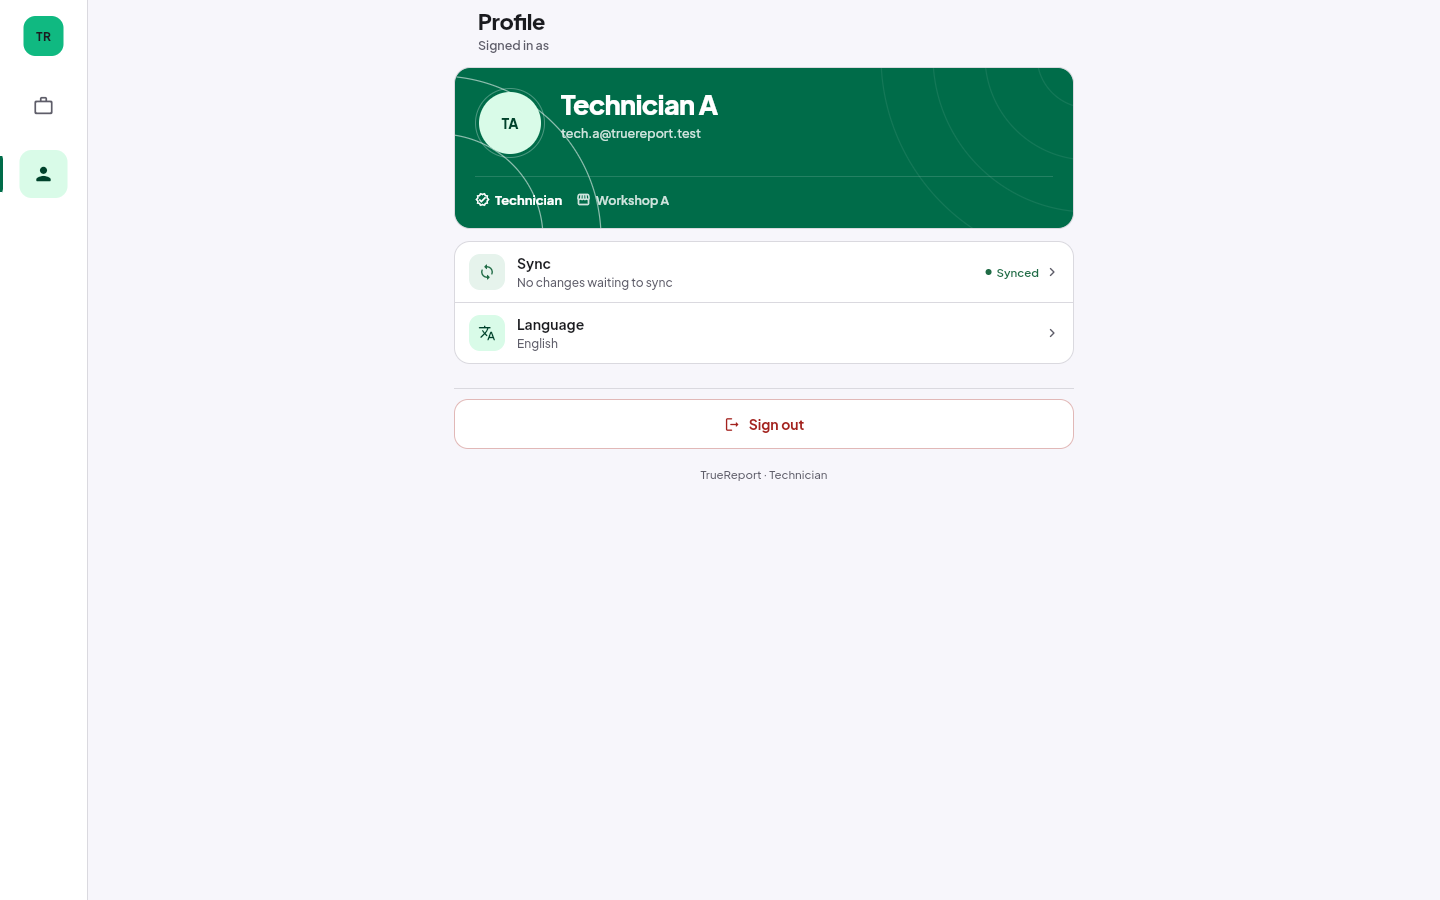 TR
Profile
Signed in as
TA
Technician A
tech.a@truereport.test
Technician
Workshop A
Sync
No changes waiting to sync
Synced
Language
English
Sign out
TrueReport · Technician